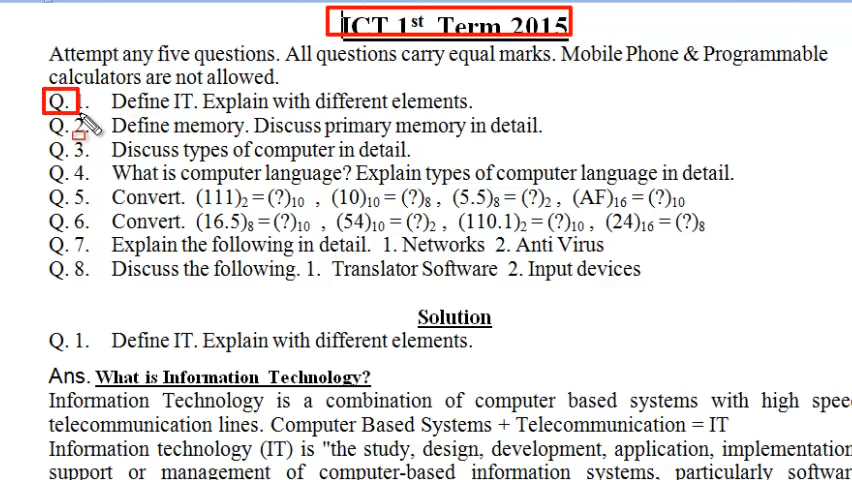 ICT 1st Term 2015
Attempt any five questions. All questions carry equal marks. Mobile Phone & Programmable
calculators are not allowed.
Q. 1. Define IT. Explain with different elements.
Q. 2. Define memory. Discuss primary memory in detail.
Q. 3. Discuss types of computer in detail.
Q. 4. What is computer language? Explain types of computer language in detail.
Q. 5. Convert. (111)₂ = (?)₁₀ , (10)₁₀ = (?)₈ , (5.5)₈ = (?)₂ , (AF)₁₆ = (?)₁₀
Q. 6. Convert. (16.5)₈ = (?)₁₀ , (54)₁₀ = (?)₂ , (110.1)₂ = (?)₁₀ , (24)₁₆ = (?)₈
Q. 7. Explain the following in detail. 1. Networks 2. Anti Virus
Q. 8. Discuss the following. 1. Translator Software 2. Input devices
Solution
Q. 1. Define IT. Explain with different elements.
Ans. What is Information Technology?
Information Technology is a combination of computer based systems with high spee
telecommunication lines. Computer Based Systems + Telecommunication = IT
Information technology (IT) is "the study, design, development, application, implementation
support or management of computer-based information systems, particularly softwar